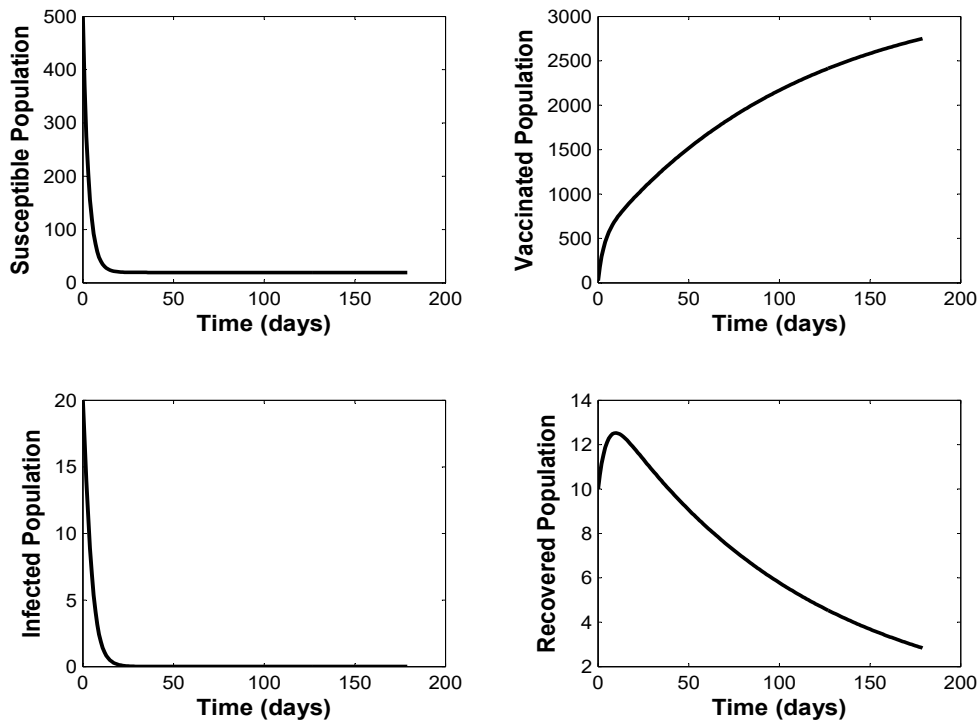 Susceptible Population
500
400
300
200
100
0
0 50 100 150 200
Time (days)
Vaccinated Population
3000
2500
2000
1500
1000
500
0
0 50 100 150 200
Time (days)
Infected Population
20
15
10
5
0
0 50 100 150 200
Time (days)
Recovered Population
14
12
10
8
6
4
2
0 50 100 150 200
Time (days)